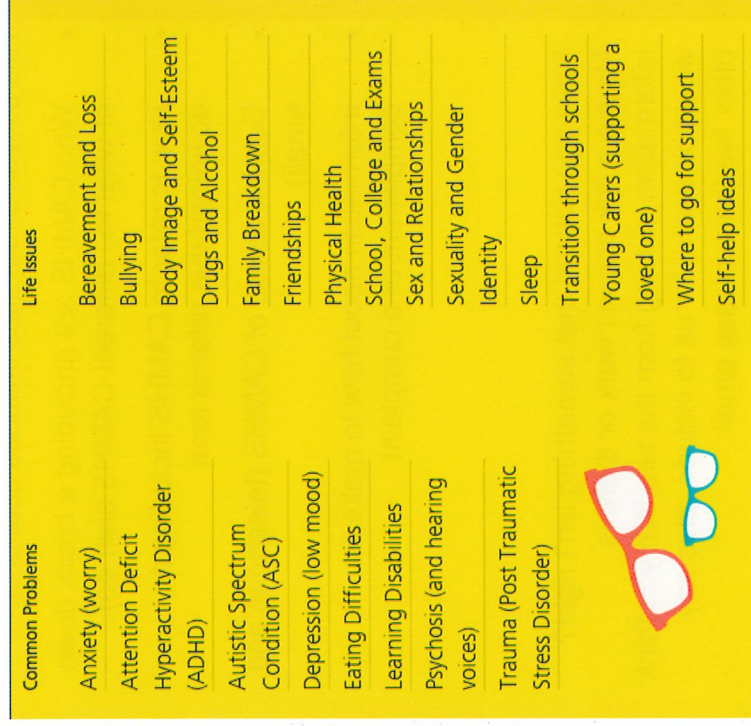 Common Problems
Anxiety (worry)
Attention Deficit
Hyperactivity Disorder
(ADHD)
Autistic Spectrum
Condition (ASC)
Depression (low mood)
Eating Difficulties
Learning Disabilities
Psychosis (and hearing
voices)
Trauma (Post Traumatic
Stress Disorder)
Life Issues
Bereavement and Loss
Bullying
Body Image and Self-Esteem
Drugs and Alcohol
Family Breakdown
Friendships
Physical Health
School, College and Exams
Sex and Relationships
Sexuality and Gender
Identity
Sleep
Transition through schools
Young Carers (supporting a
loved one)
Where to go for support
Self-help ideas